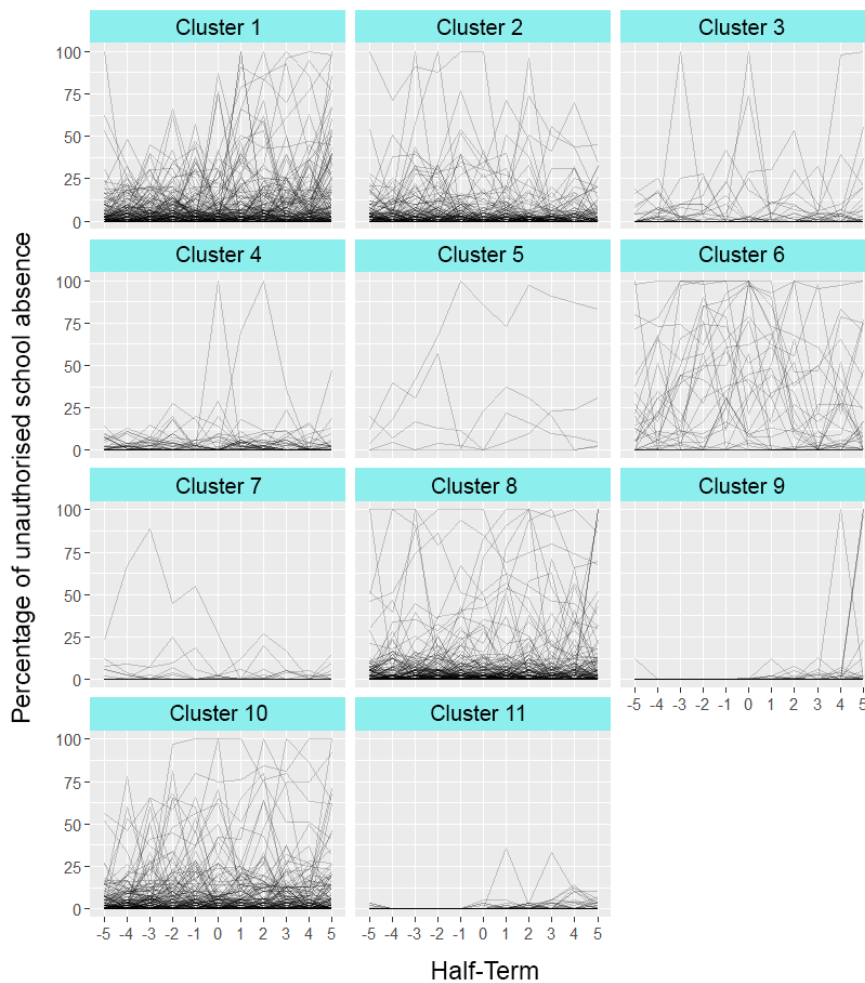 Cluster 1 Cluster 2 Cluster 3
100
75
50
25
0
Cluster 4 Cluster 5 Cluster 6
100
75
50
25
0
Cluster 7 Cluster 8 Cluster 9
100
75
50
25
0
-5 -4 -3 -2 -1 0 1 2 3 4 5
Cluster 10 Cluster 11
100
75
50
25
0
-5 -4 -3 -2 -1 0 1 2 3 4 5 -5 -4 -3 -2 -1 0 1 2 3 4 5
Half-Term
Percentage of unauthorised school absence